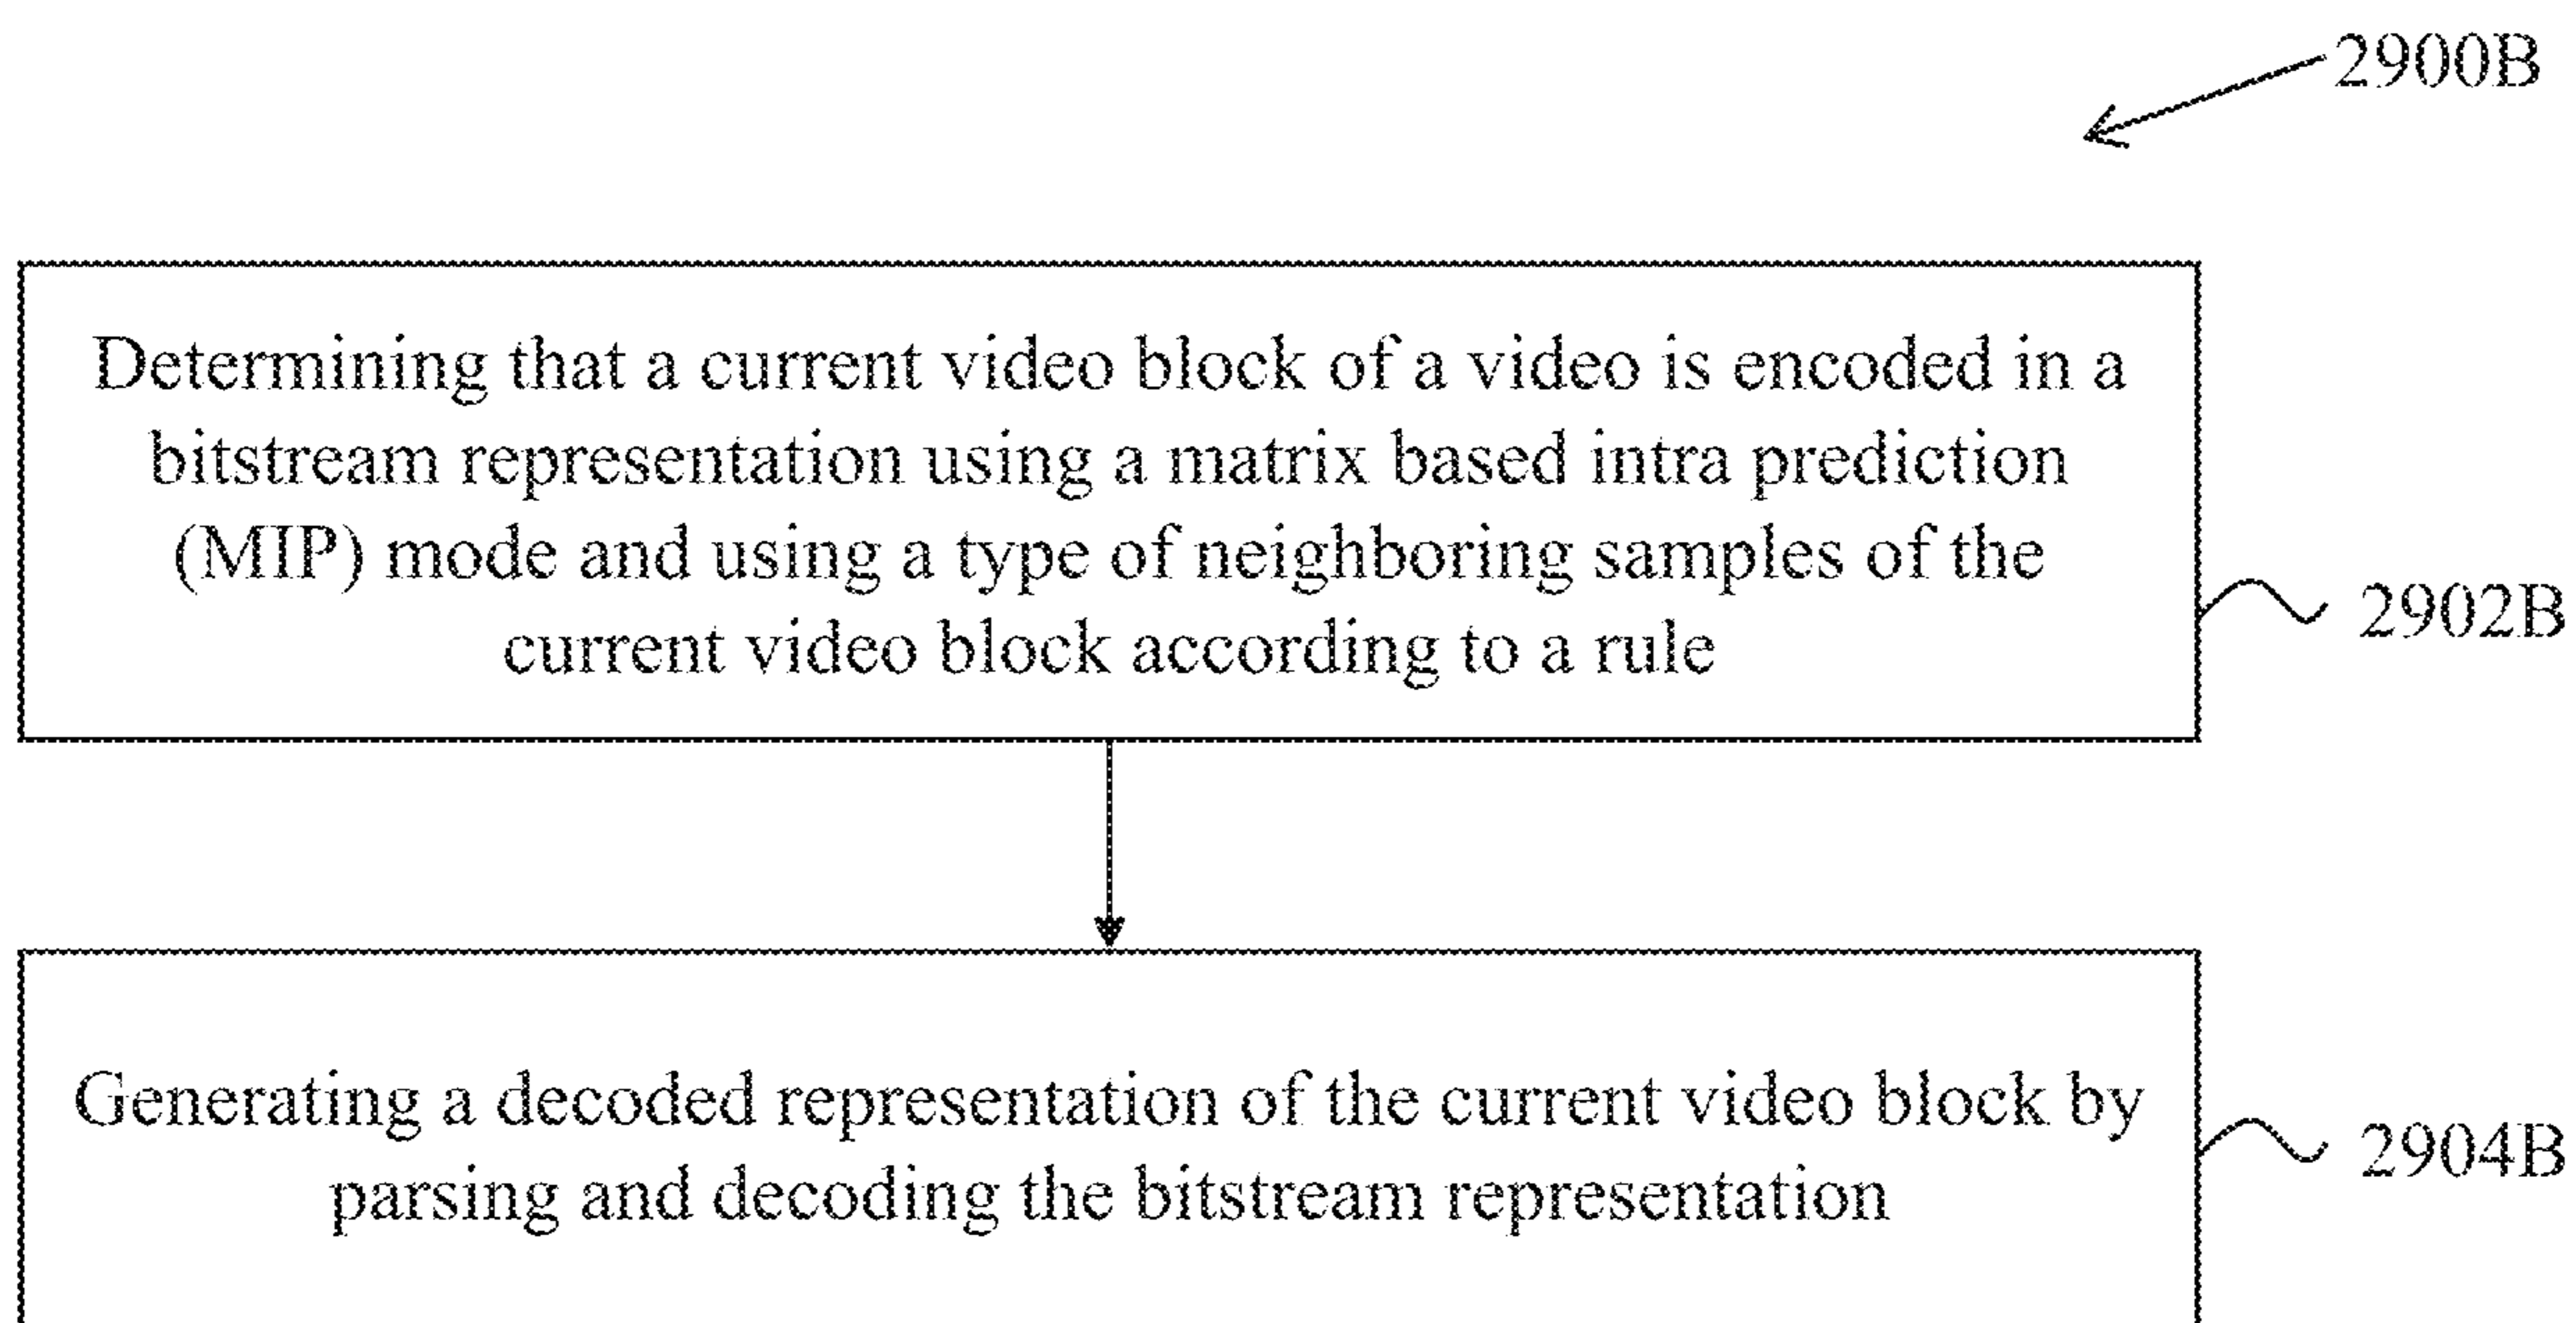 2900B
Determining that a current video block of a video is encoded in a
bitstream representation using a matrix based intra prediction
(MIP) mode and using a type of neighboring samples of the
current video block according to a rule
2902B
Generating a decoded representation of the current video block by
parsing and decoding the bitstream representation
2904B